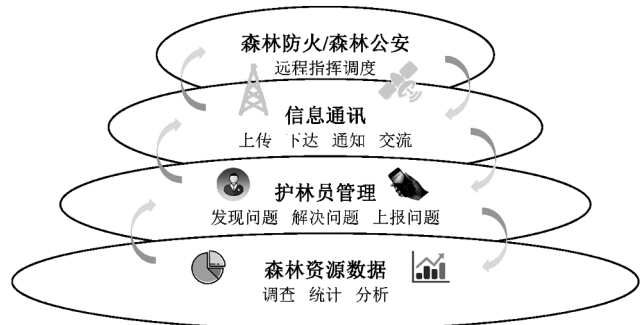 森林防火/森林公安
远程指挥调度
信息通讯
上传 下达 通知 交流
护林员管理
发现问题 解决问题 上报问题
森林资源数据
调查 统计 分析